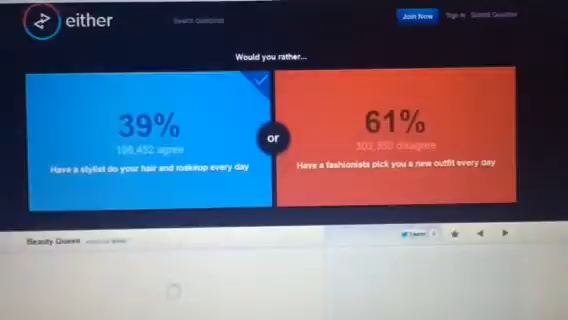 either
Search Questions
Join Now
Sign In
Submit Question
Would you rather...
39%
agree
Have a stylist do your hair and makeup every day
or
61%
disagree
Have a fashionista pick you a new outfit every day
Beauty Queen
Tweet